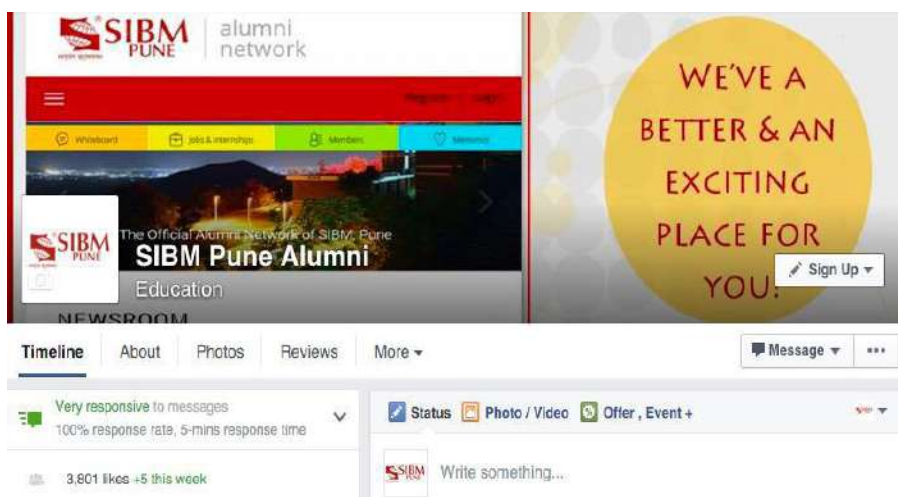 SIBM
PUNE
alumni
network
WE'VE A
BETTER & AN
EXCITING
PLACE FOR
YOU!
Whiteboard
Jobs & Internships
Members
Memories
The Official Alumni Network of SIBM, Pune
SIBM
PUNE
SIBM Pune Alumni
Education
NEWSROOM
Sign Up
Timeline
About
Photos
Reviews
More
Message
Very responsive to messages
100% response rate, 5-mins response time
3,801 likes +5 this week
Status
Photo / Video
Offer , Event +
SIBM
PUNE
Write something...